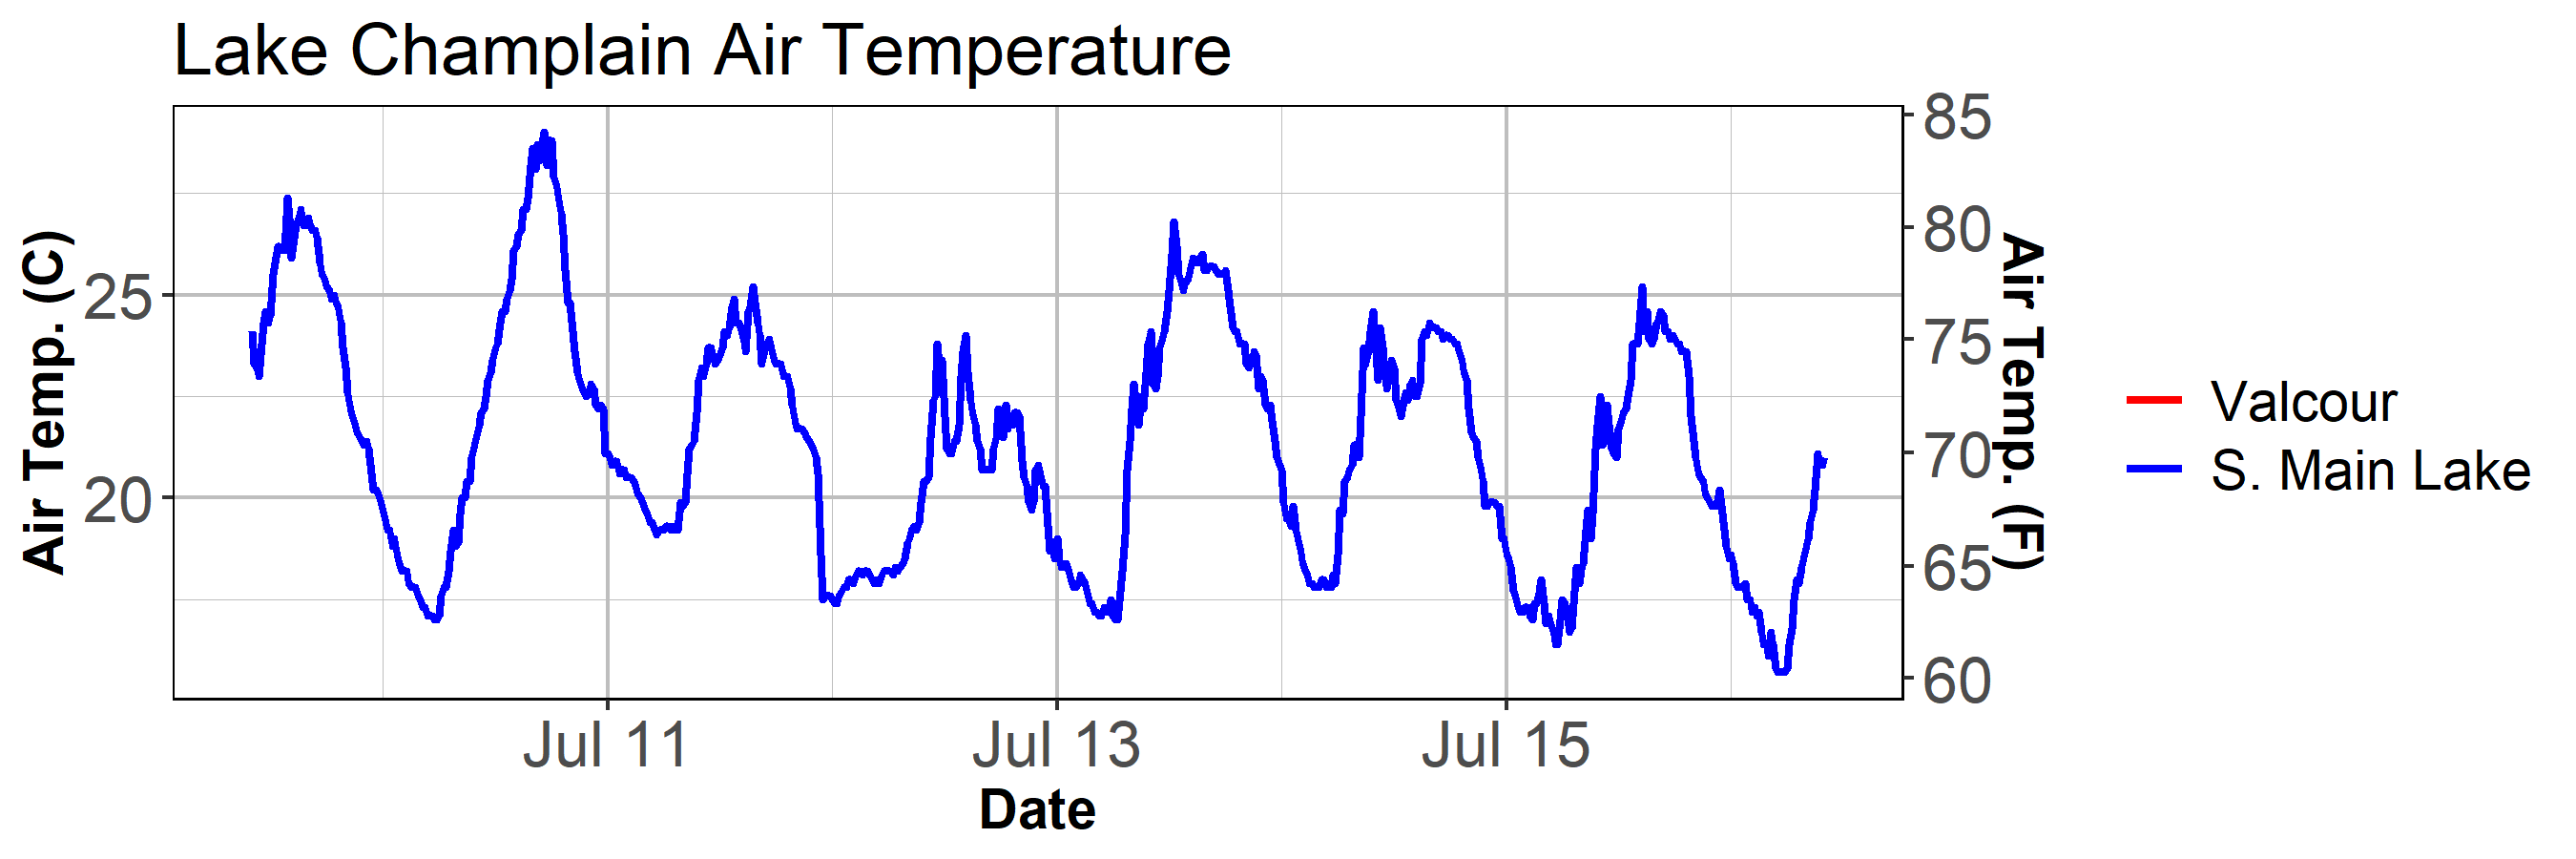 Lake Champlain Air Temperature
Air Temp. (C)
25
20
85
80
75
70
65
60
Air Temp. (F)
Jul 11
Jul 13
Jul 15
Date
Valcour
S. Main Lake